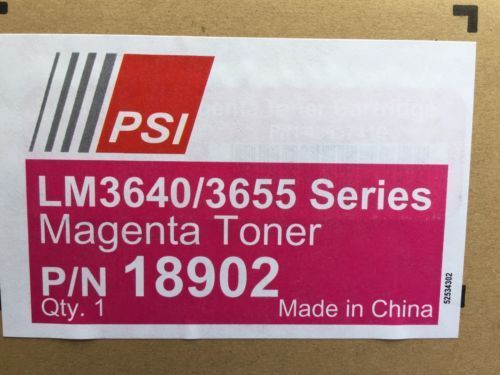 PSI
LM3640/3655 Series
Magenta Toner
P/N 18902
Qty. 1
Made in China
52534302